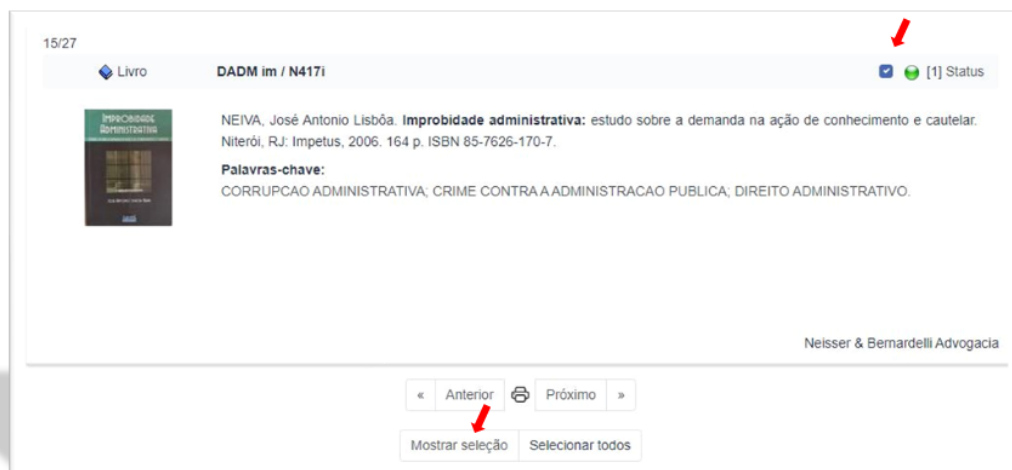 15/27
Livro DADM im / N417i [1] Status
IMPROBIDADE
ADMINISTRATIVA
NEIVA, José Antonio Lisbôa. Improbidade administrativa: estudo sobre a demanda na ação de conhecimento e cautelar.
Niterói, RJ: Impetus, 2006. 164 p. ISBN 85-7626-170-7.
Palavras-chave:
CORRUPCAO ADMINISTRATIVA; CRIME CONTRA A ADMINISTRACAO PUBLICA; DIREITO ADMINISTRATIVO.
Neisser & Bernardelli Advogacia
« Anterior Próximo »
Mostrar seleção Selecionar todos